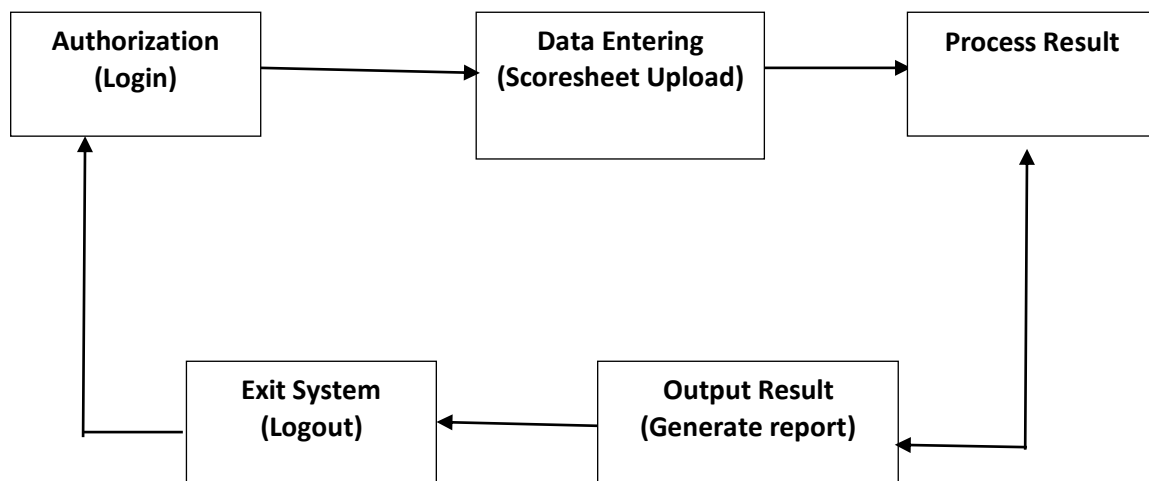 Authorization
(Login)
Data Entering
(Scoresheet Upload)
Process Result
Exit System
(Logout)
Output Result
(Generate report)